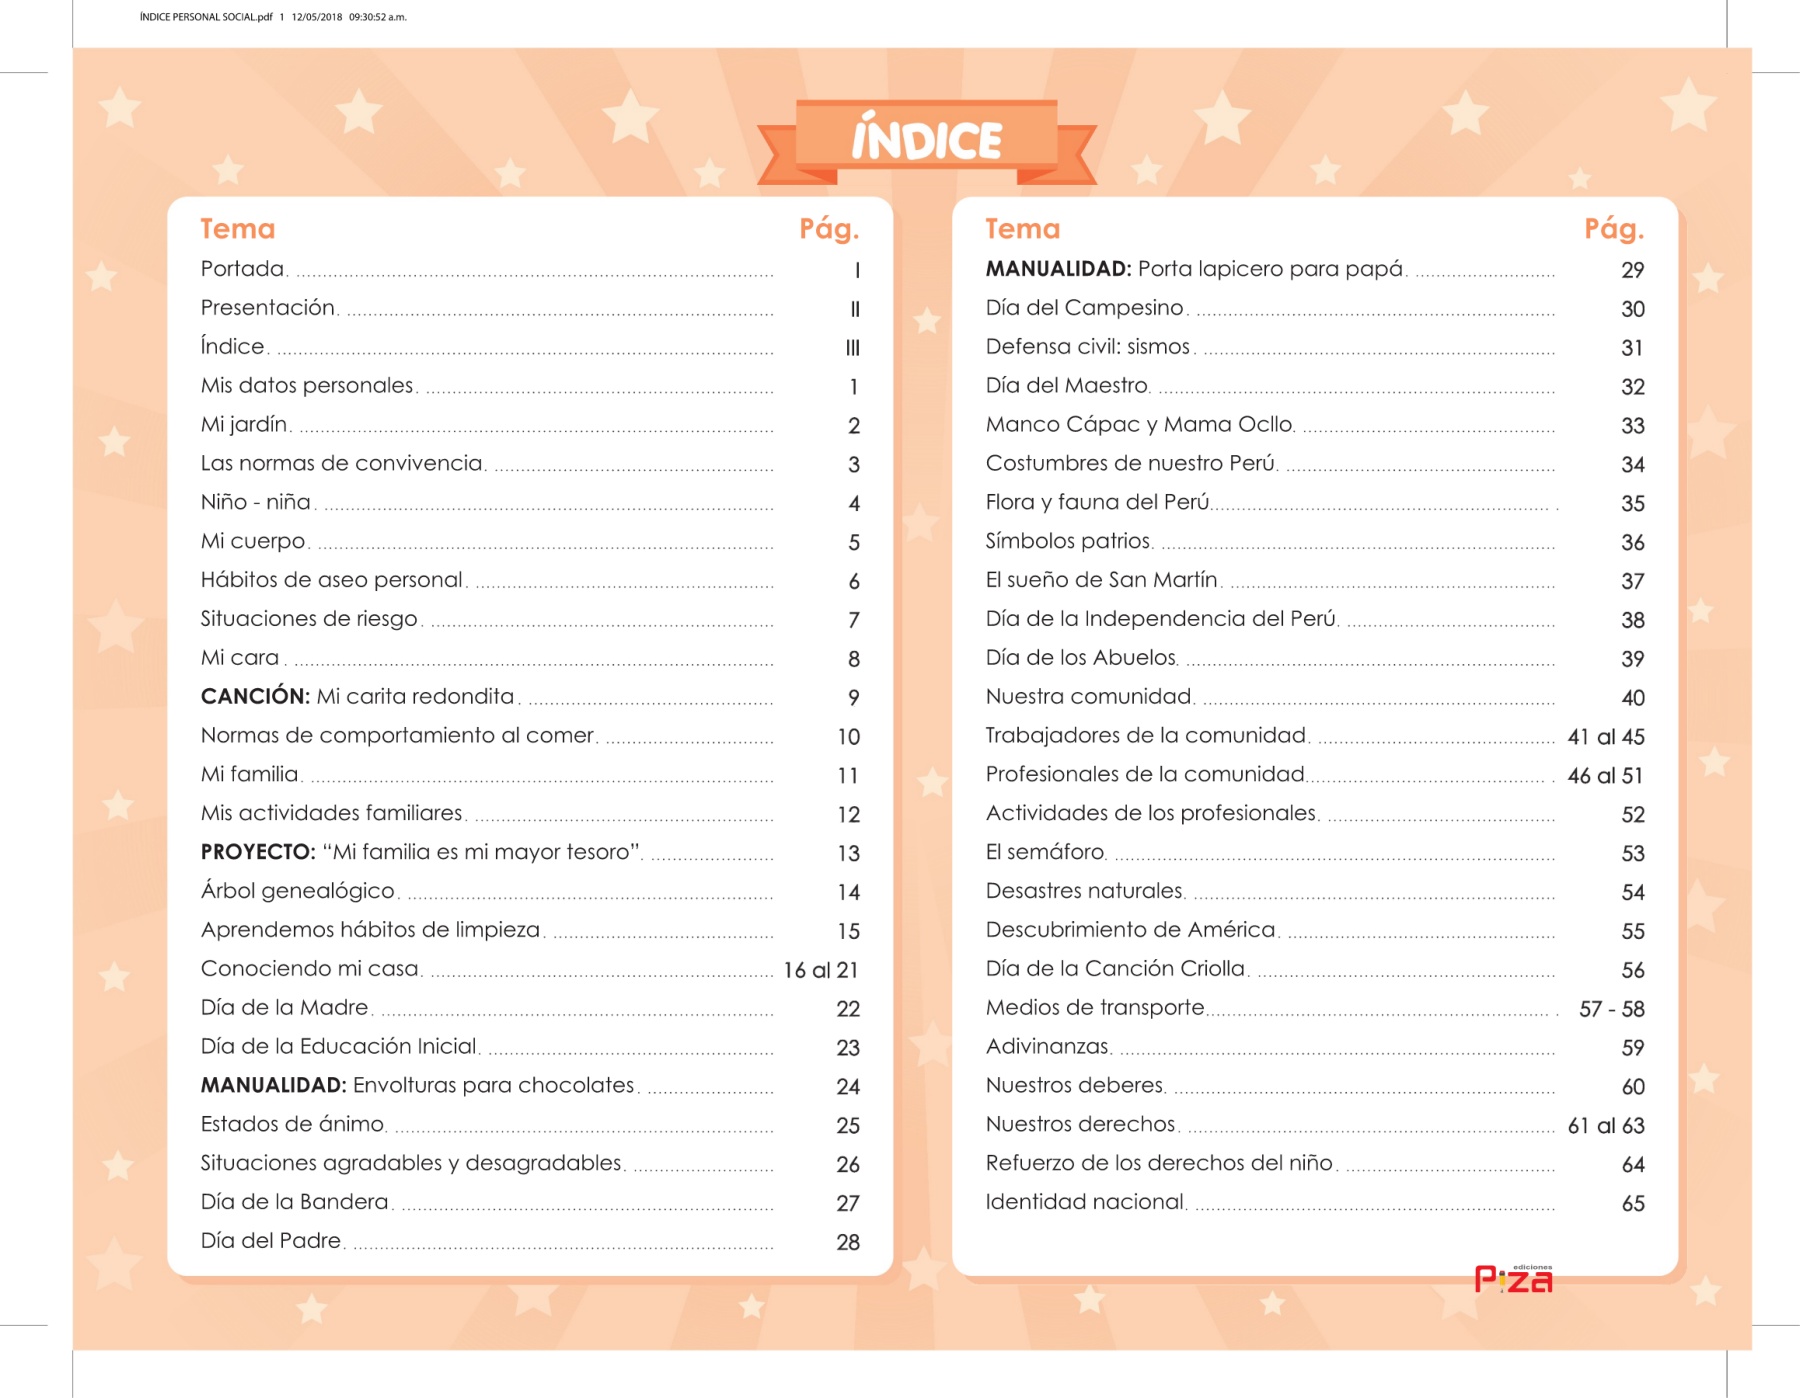 ÍNDICE PERSONAL SOCIAL.pdf 1 12/05/2018 09:30:52 a.m.
ÍNDICE
Tema Pág.
Portada. I
Presentación. II
Índice. III
Mis datos personales. 1
Mi jardín. 2
Las normas de convivencia. 3
Niño - niña. 4
Mi cuerpo. 5
Hábitos de aseo personal. 6
Situaciones de riesgo. 7
Mi cara. 8
CANCIÓN: Mi carita redondita. 9
Normas de comportamiento al comer. 10
Mi familia. 11
Mis actividades familiares. 12
PROYECTO: “Mi familia es mi mayor tesoro”. 13
Árbol genealógico. 14
Aprendemos hábitos de limpieza. 15
Conociendo mi casa. 16 al 21
Día de la Madre. 22
Día de la Educación Inicial. 23
MANUALIDAD: Envolturas para chocolates. 24
Estados de ánimo. 25
Situaciones agradables y desagradables. 26
Día de la Bandera. 27
Día del Padre. 28
Tema Pág.
MANUALIDAD: Porta lapicero para papá. 29
Día del Campesino. 30
Defensa civil: sismos. 31
Día del Maestro. 32
Manco Cápac y Mama Ocllo. 33
Costumbres de nuestro Perú. 34
Flora y fauna del Perú. 35
Símbolos patrios. 36
El sueño de San Martín. 37
Día de la Independencia del Perú. 38
Día de los Abuelos. 39
Nuestra comunidad. 40
Trabajadores de la comunidad. 41 al 45
Profesionales de la comunidad. 46 al 51
Actividades de los profesionales. 52
El semáforo. 53
Desastres naturales. 54
Descubrimiento de América. 55
Día de la Canción Criolla. 56
Medios de transporte. 57 - 58
Adivinanzas. 59
Nuestros deberes. 60
Nuestros derechos. 61 al 63
Refuerzo de los derechos del niño. 64
Identidad nacional. 65
ediciones
Piza